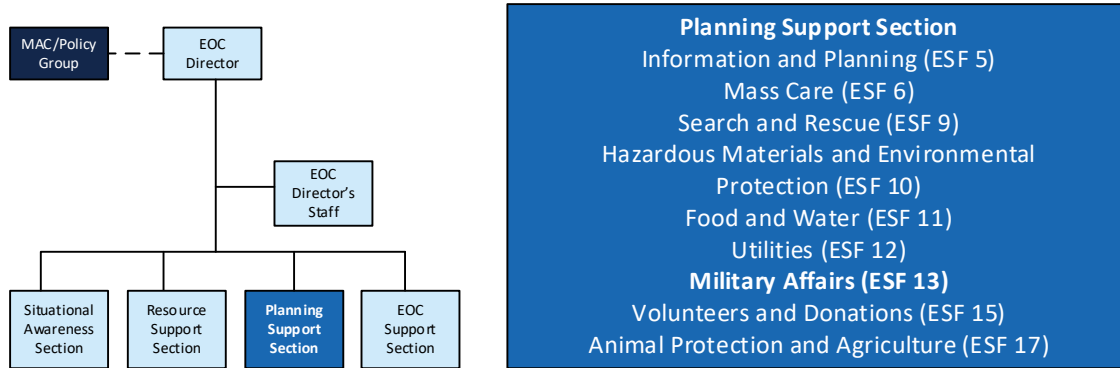 MAC/Policy
Group
EOC
Director
EOC
Director's
Staff
Situational
Awareness
Section
Resource
Support
Section
Planning
Support
Section
EOC
Support
Section
Planning Support Section
Information and Planning (ESF 5)
Mass Care (ESF 6)
Search and Rescue (ESF 9)
Hazardous Materials and Environmental
Protection (ESF 10)
Food and Water (ESF 11)
Utilities (ESF 12)
Military Affairs (ESF 13)
Volunteers and Donations (ESF 15)
Animal Protection and Agriculture (ESF 17)